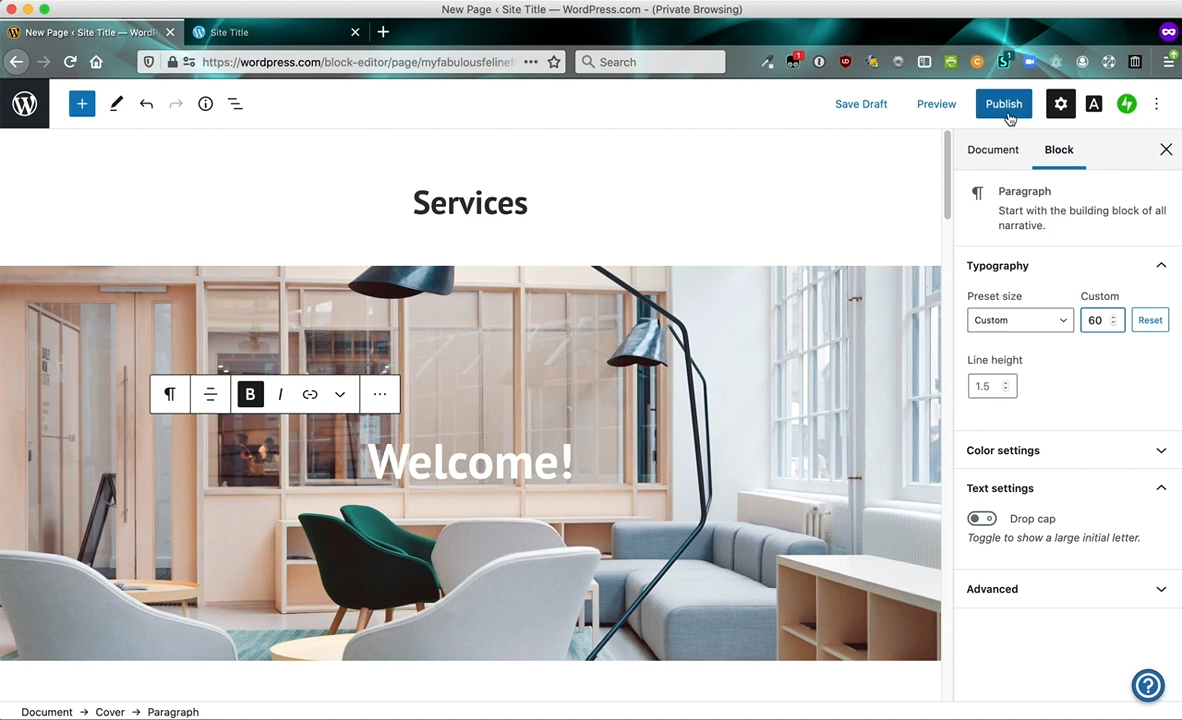 New Page ‹ Site Title — WordPress.com - (Private Browsing)
New Page ‹ Site Title — WordP
Site Title
https://wordpress.com/block-editor/page/myfabulousfelinef
Search
1
1
Save Draft
Preview
Publish
Document
Block
Services
Paragraph
Start with the building block of all
narrative.
Typography
Preset size
Custom
Custom
60
Reset
Line height
1.5
B
I
Welcome!
Color settings
Text settings
Drop cap
Toggle to show a large initial letter.
Advanced
Document → Cover → Paragraph